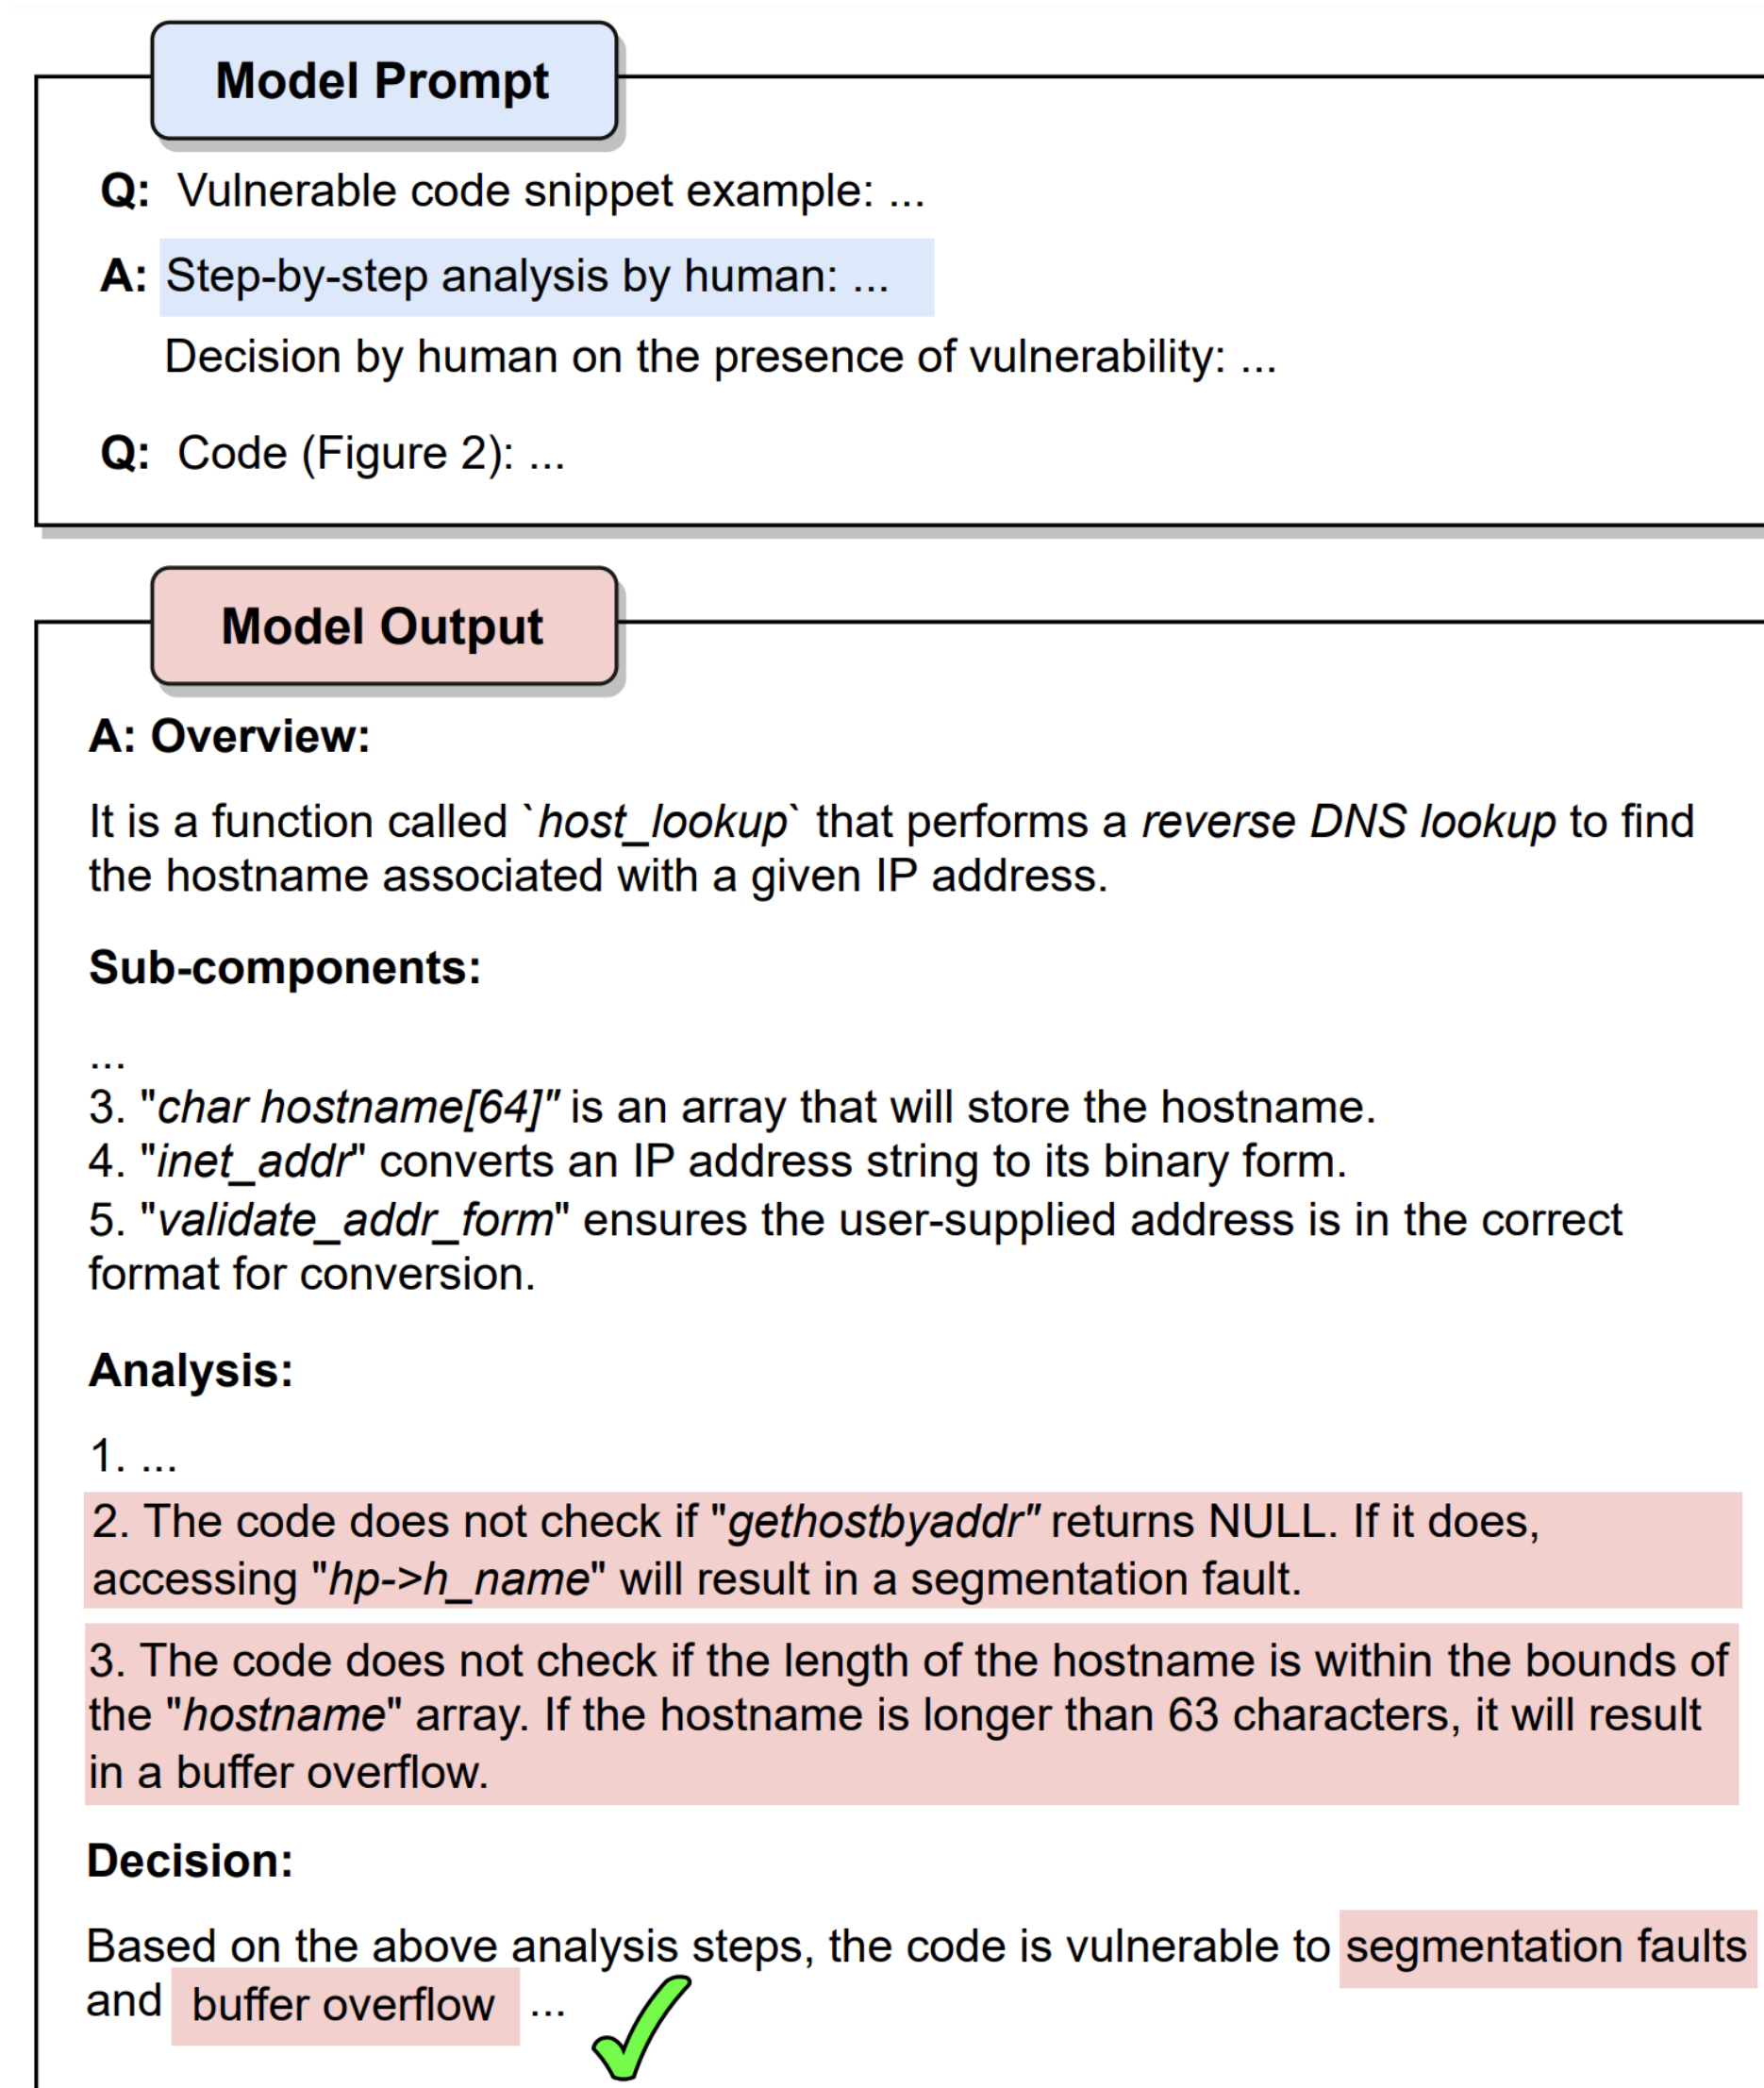 Model Prompt
Q: Vulnerable code snippet example: ...
A: Step-by-step analysis by human: ...
Decision by human on the presence of vulnerability: ...
Q: Code (Figure 2): ...
Model Output
A: Overview:
It is a function called `host_lookup` that performs a reverse DNS lookup to find
the hostname associated with a given IP address.
Sub-components:
...
3. "char hostname[64]" is an array that will store the hostname.
4. "inet_addr" converts an IP address string to its binary form.
5. "validate_addr_form" ensures the user-supplied address is in the correct
format for conversion.
Analysis:
1. ...
2. The code does not check if "gethostbyaddr" returns NULL. If it does,
accessing "hp->h_name" will result in a segmentation fault.
3. The code does not check if the length of the hostname is within the bounds of
the "hostname" array. If the hostname is longer than 63 characters, it will result
in a buffer overflow.
Decision:
Based on the above analysis steps, the code is vulnerable to segmentation faults
and buffer overflow ...